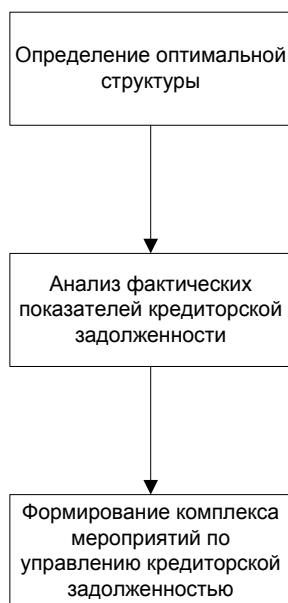 Определение оптимальной
структуры
Анализ фактических
показателей кредиторской
задолженности
Формирование комплекса
мероприятий по
управлению кредиторской
задолженностью